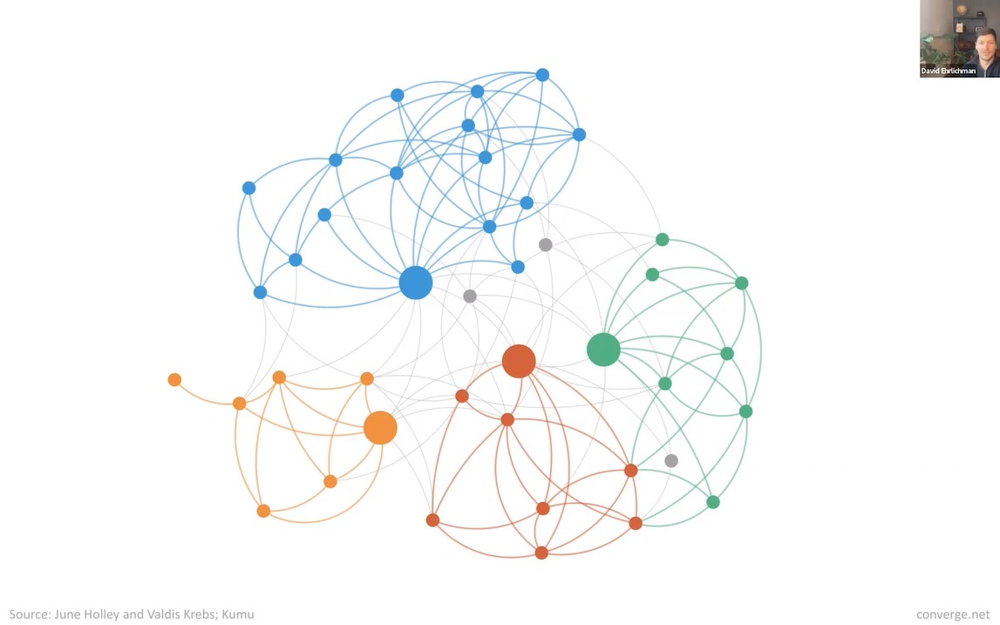 David Ehrlichman
Source: June Holley and Valdis Krebs; Kumu
converge.net